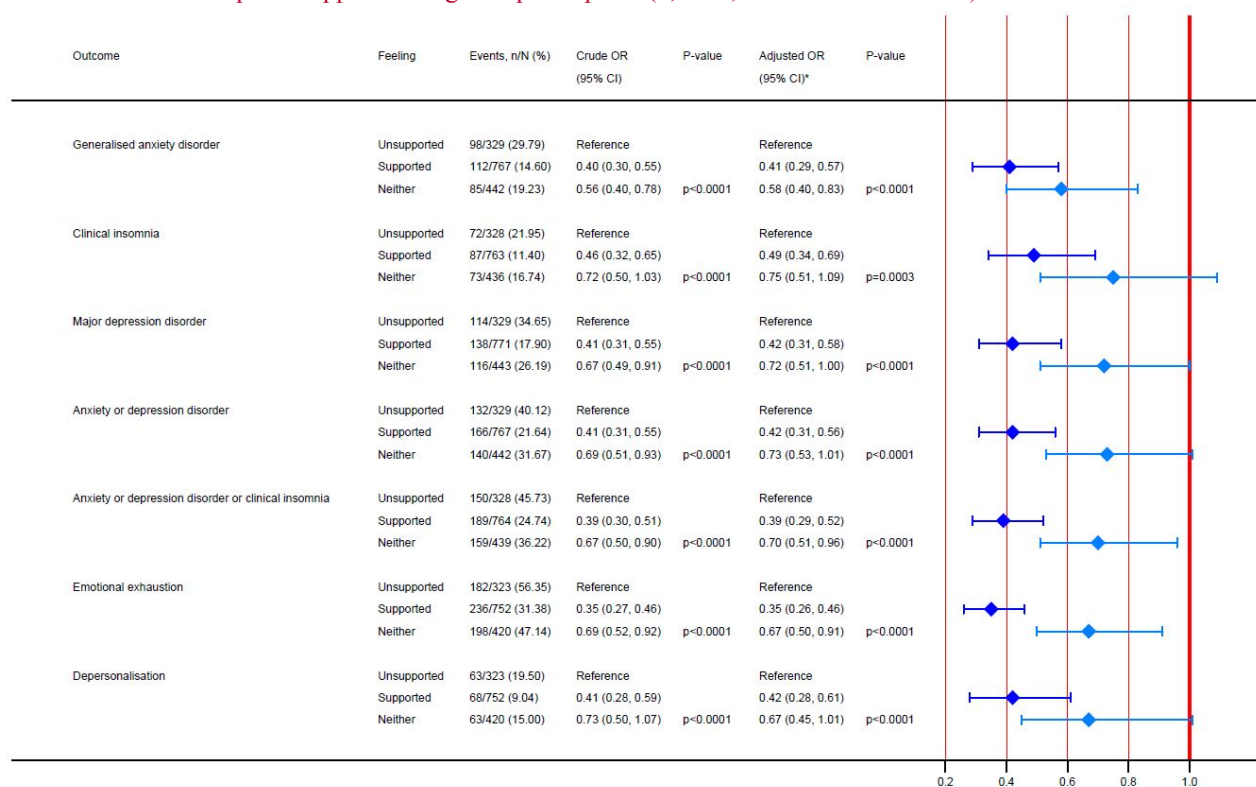 Outcome Feeling Events, n/N (%) Crude OR P-value Adjusted OR P-value
(95% CI) (95% CI)*
Generalised anxiety disorder Unsupported 98/329 (29.79) Reference Reference
Supported 112/767 (14.60) 0.40 (0.30, 0.55) 0.41 (0.29, 0.57)
Neither 85/442 (19.23) 0.56 (0.40, 0.78) p<0.0001 0.58 (0.40, 0.83) p<0.0001
Clinical insomnia Unsupported 72/328 (21.95) Reference Reference
Supported 87/763 (11.40) 0.46 (0.32, 0.65) 0.49 (0.34, 0.69)
Neither 73/436 (16.74) 0.72 (0.50, 1.03) p<0.0001 0.75 (0.51, 1.09) p=0.0003
Major depression disorder Unsupported 114/329 (34.65) Reference Reference
Supported 138/771 (17.90) 0.41 (0.31, 0.55) 0.42 (0.31, 0.58)
Neither 116/443 (26.19) 0.67 (0.49, 0.91) p<0.0001 0.72 (0.51, 1.00) p<0.0001
Anxiety or depression disorder Unsupported 132/329 (40.12) Reference Reference
Supported 166/767 (21.64) 0.41 (0.31, 0.55) 0.42 (0.31, 0.56)
Neither 140/442 (31.67) 0.69 (0.51, 0.93) p<0.0001 0.73 (0.53, 1.01) p<0.0001
Anxiety or depression disorder or clinical insomnia Unsupported 150/328 (45.73) Reference Reference
Supported 189/764 (24.74) 0.39 (0.30, 0.51) 0.39 (0.29, 0.52)
Neither 159/439 (36.22) 0.67 (0.50, 0.90) p<0.0001 0.70 (0.51, 0.96) p<0.0001
Emotional exhaustion Unsupported 182/323 (56.35) Reference Reference
Supported 236/752 (31.38) 0.35 (0.27, 0.46) 0.35 (0.26, 0.46)
Neither 198/420 (47.14) 0.69 (0.52, 0.92) p<0.0001 0.67 (0.50, 0.91) p<0.0001
Depersonalisation Unsupported 63/323 (19.50) Reference Reference
Supported 68/752 (9.04) 0.41 (0.28, 0.59) 0.42 (0.28, 0.61)
Neither 63/420 (15.00) 0.73 (0.50, 1.07) p<0.0001 0.67 (0.45, 1.01) p<0.0001
0.2 0.4 0.6 0.8 1.0